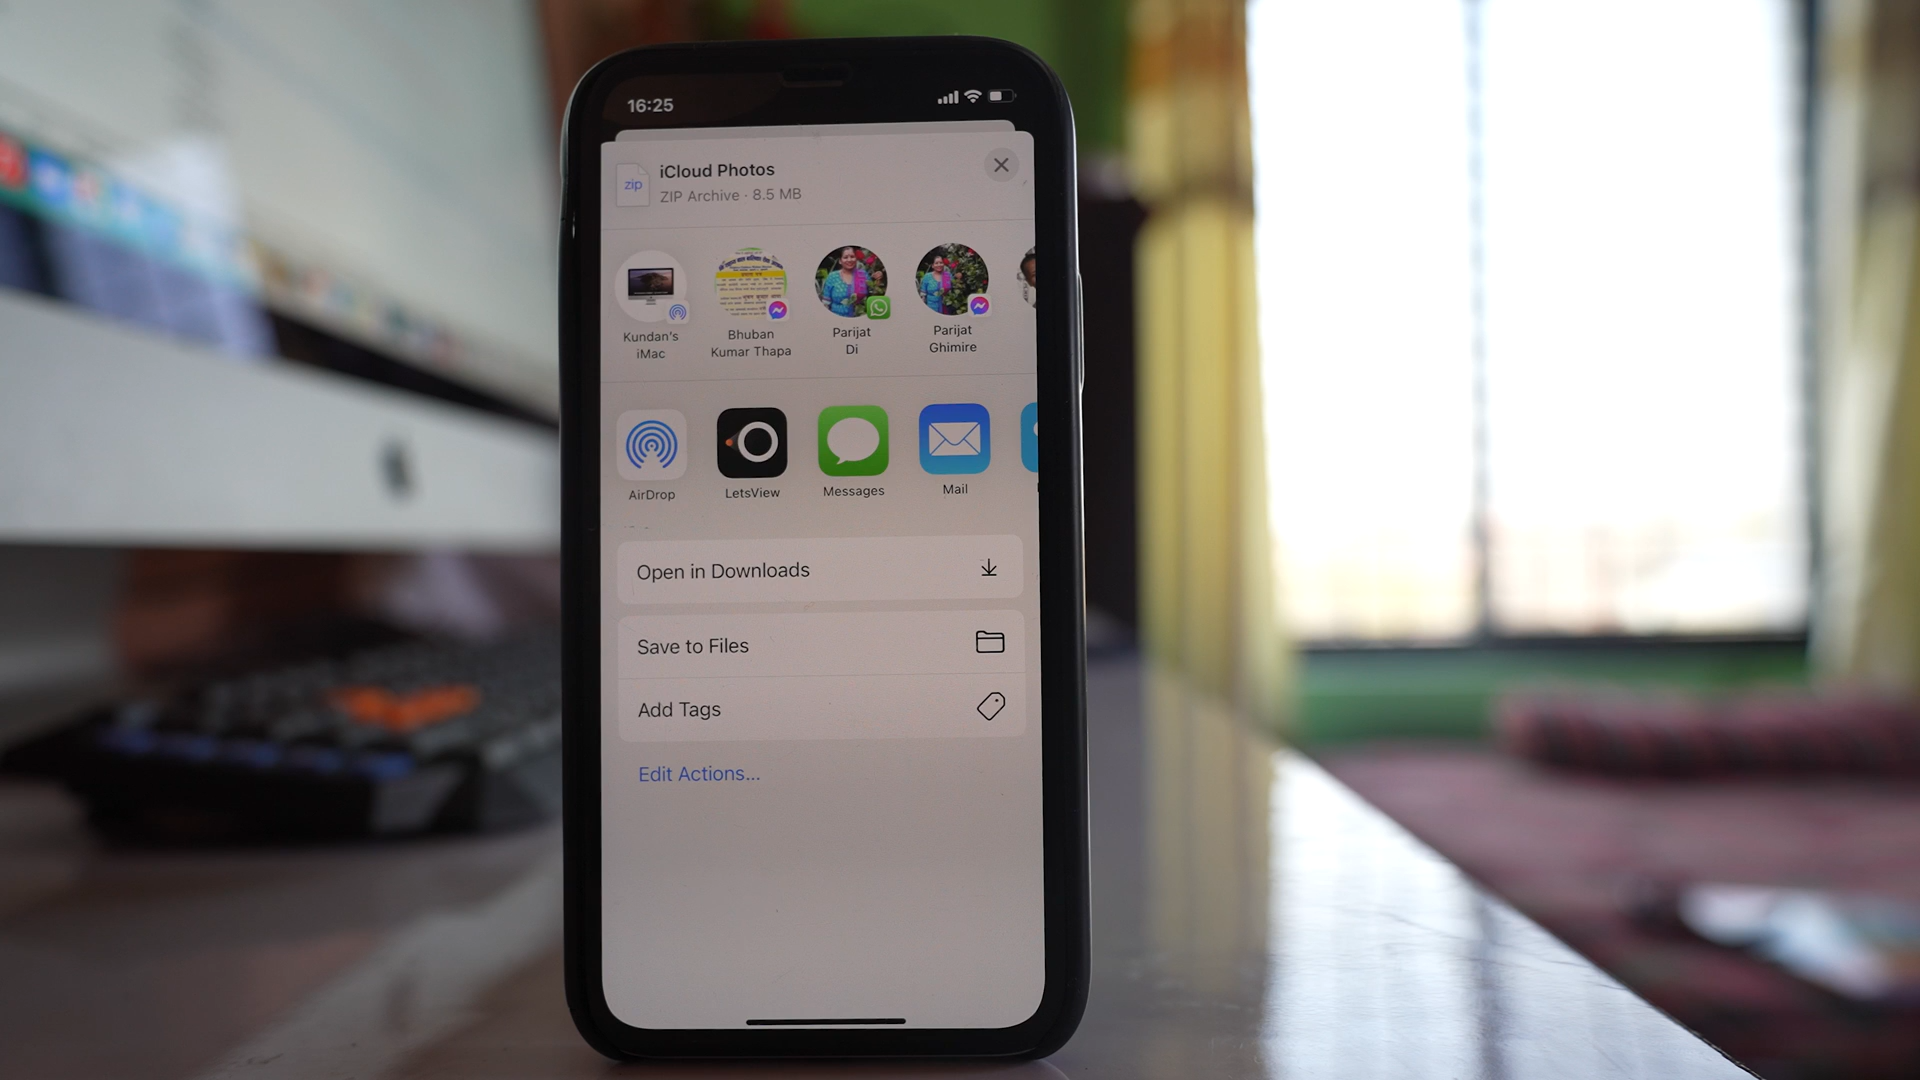 16:25
iCloud Photos
zip
ZIP Archive · 8.5 MB
Kundan's
iMac
Bhuban
Kumar Thapa
Parijat
Di
Parijat
Ghimire
AirDrop
LetsView
Messages
Mail
Open in Downloads
Save to Files
Add Tags
Edit Actions...